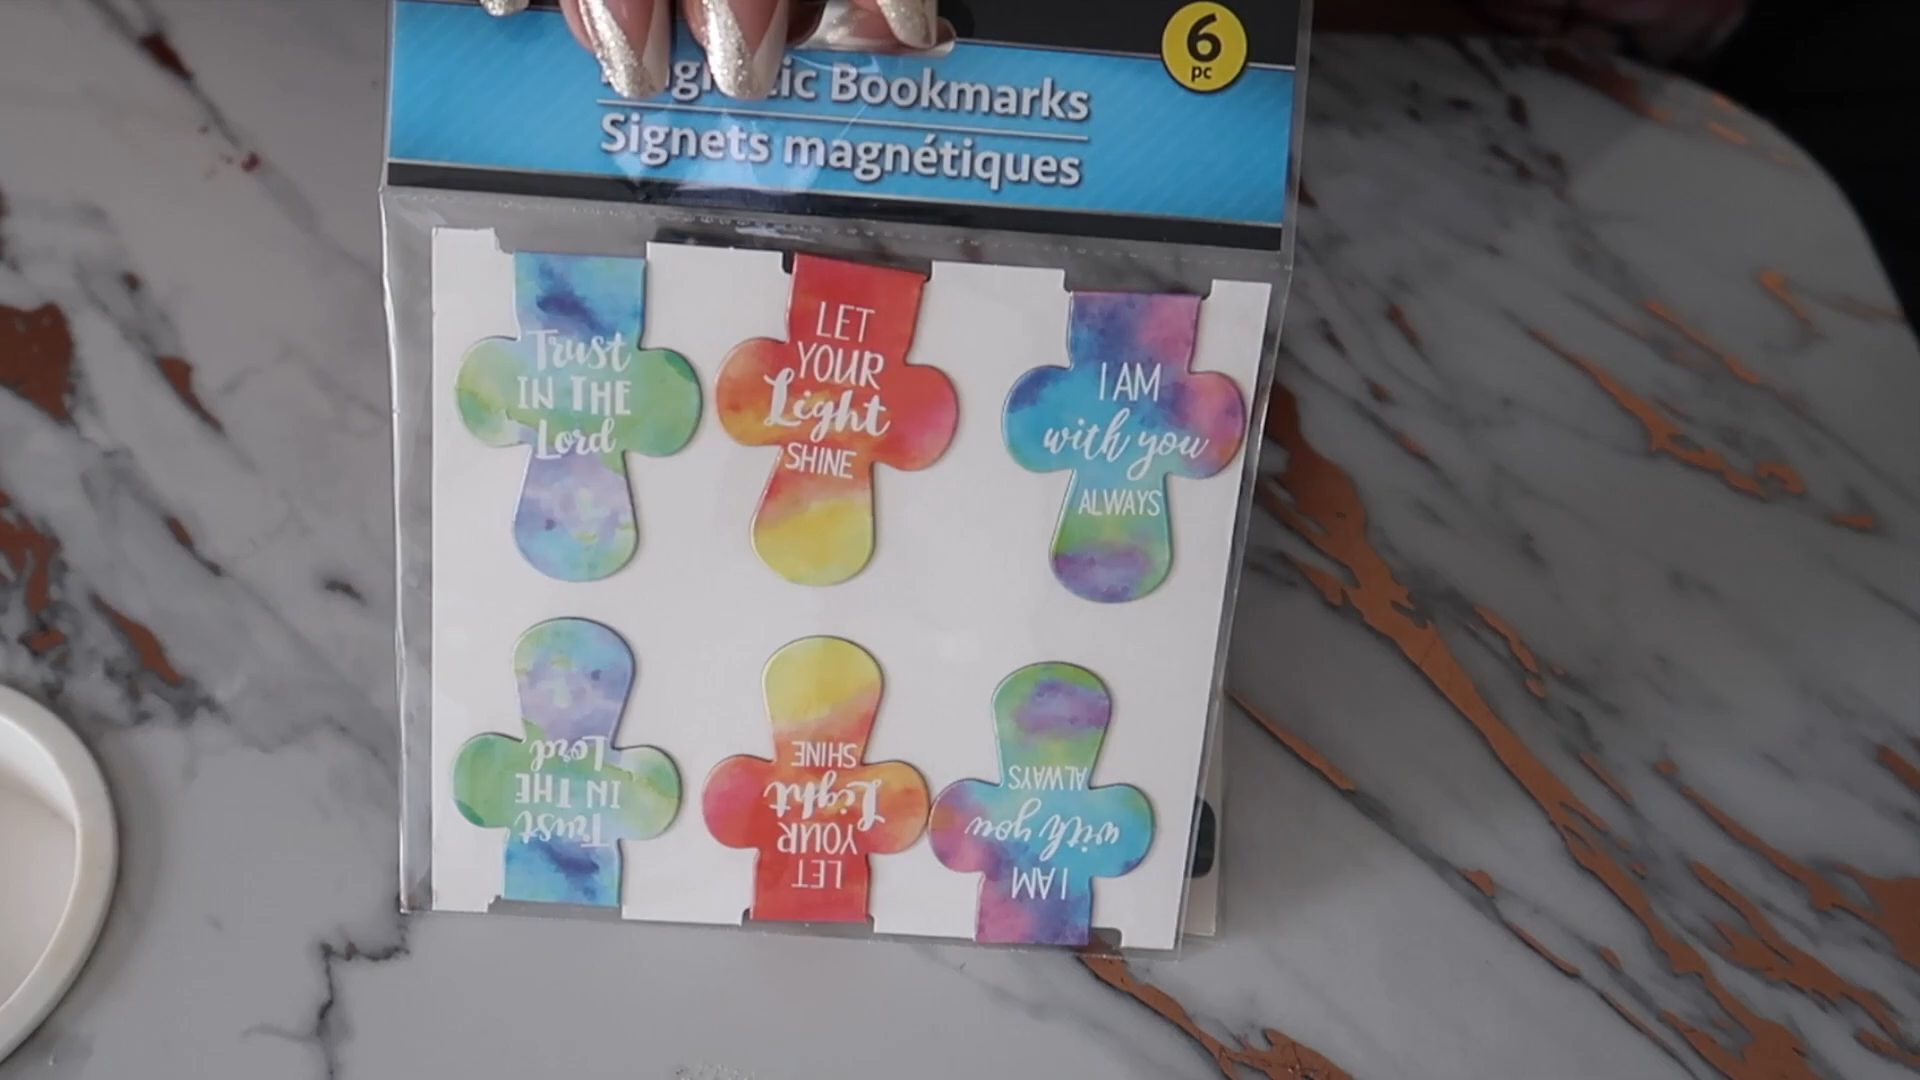 6
pc
Bookmarks
Signets magnétiques
Trust
IN THE
Lord
LET
YOUR
Light
SHINE
I AM
with you
ALWAYS
Trust
IN THE
Lord
LET
YOUR
Light
SHINE
I AM
with you
ALWAYS